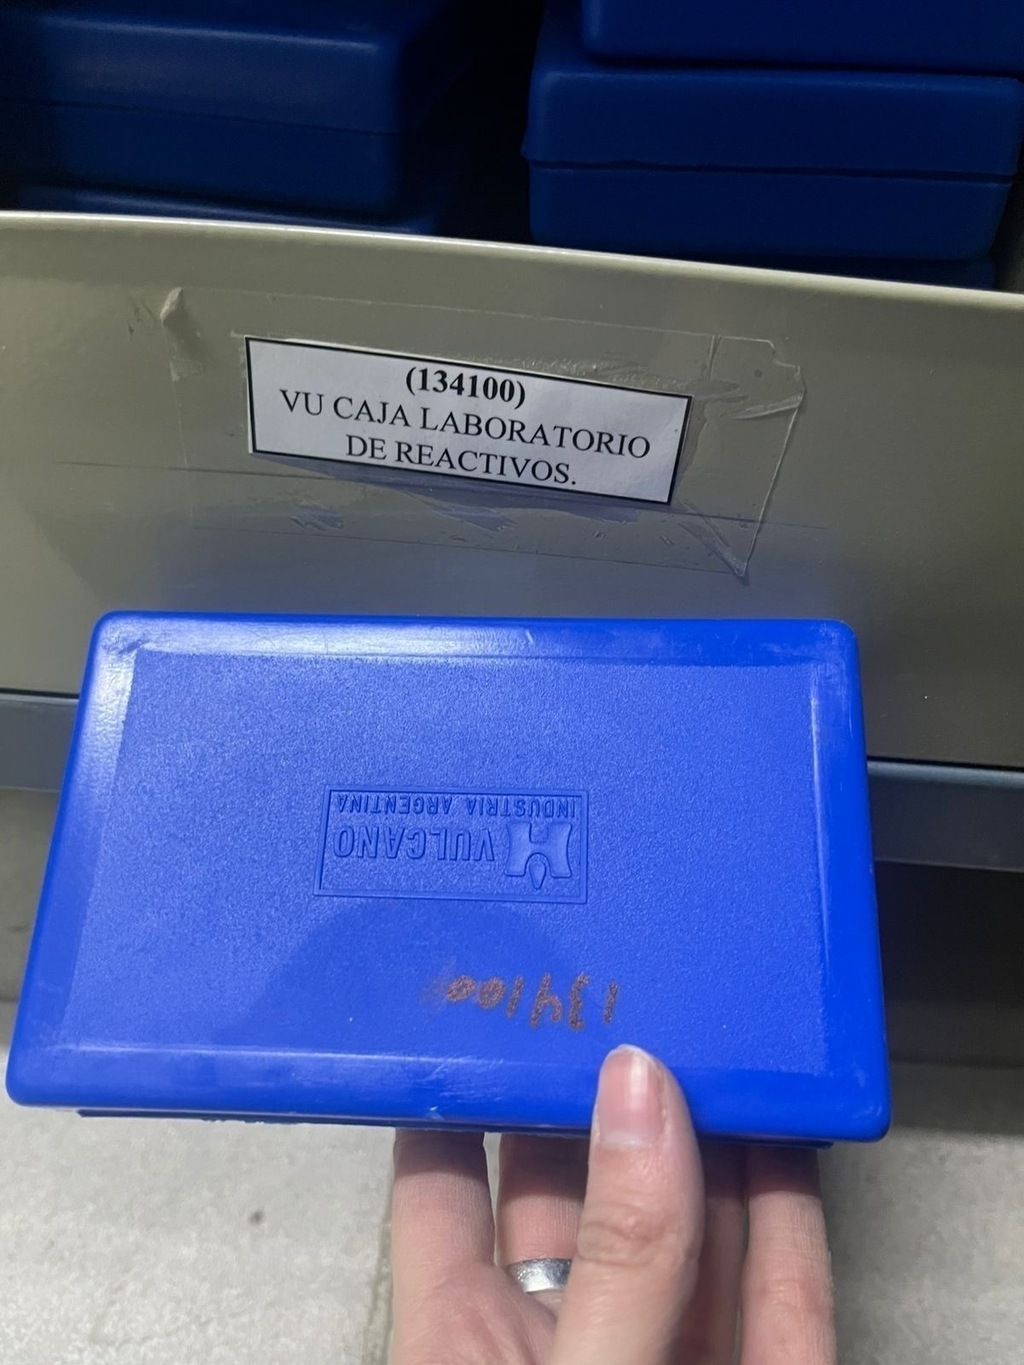 (134100)
VU CAJA LABORATORIO
DE REACTIVOS.
134100
VULCANO
INDUSTRIA ARGENTINA